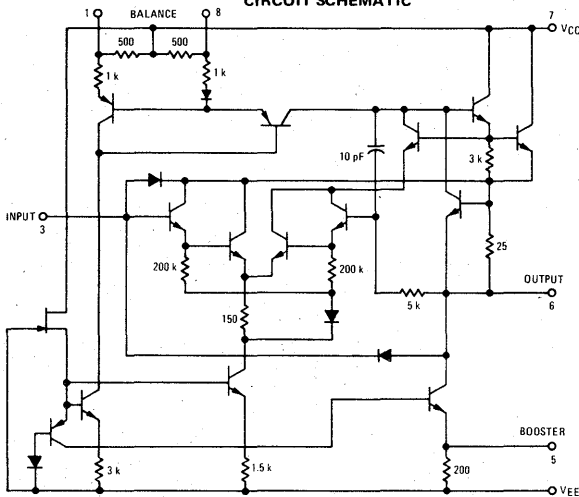 CIRCUIT SCHEMATIC
1 BALANCE 8
7
VCC
500 500
1 k 1 k
10 pF
3 k
INPUT
3
25
200 k 200 k
OUTPUT
5 k
6
150
BOOSTER
5
3 k 1.5 k 200
VEE